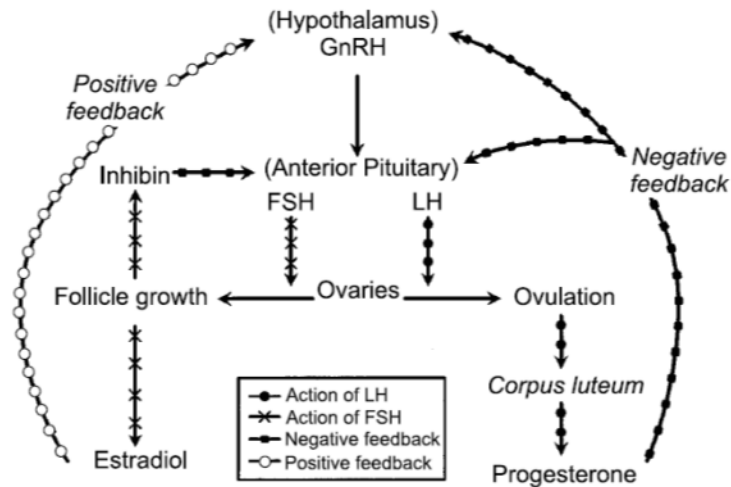 (Hypothalamus)
GnRH
Positive
feedback
Inhibin
(Anterior Pituitary)
Negative
feedback
FSH
LH
Follicle growth
Ovaries
Ovulation
Corpus luteum
Action of LH
Action of FSH
Negative feedback
Positive feedback
Estradiol
Progesterone